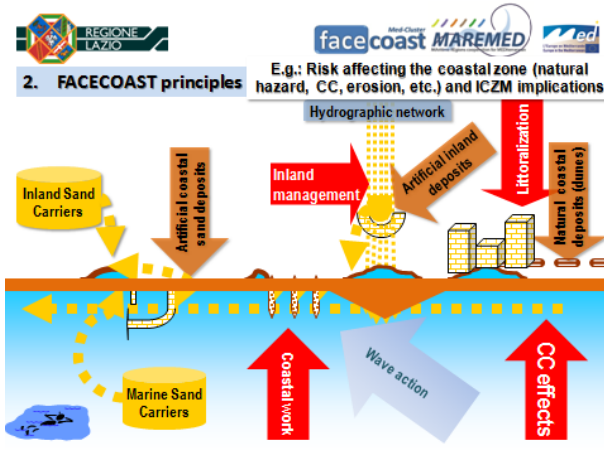 REGIONE
LAZIO
Med-Cluster
facecoast
MAREMED
Med
2. FACECOAST principles
E.g.: Risk affecting the coastal zone (natural
hazard, CC, erosion, etc.) and ICZM implications
Hydrographic network
Inland
management
Artificial inland
deposits
Littoralization
Natural coastal
deposits (dunes)
Inland Sand
Carriers
Artificial coastal
sand deposits
Coastal work
Wave action
CC effects
Marine Sand
Carriers